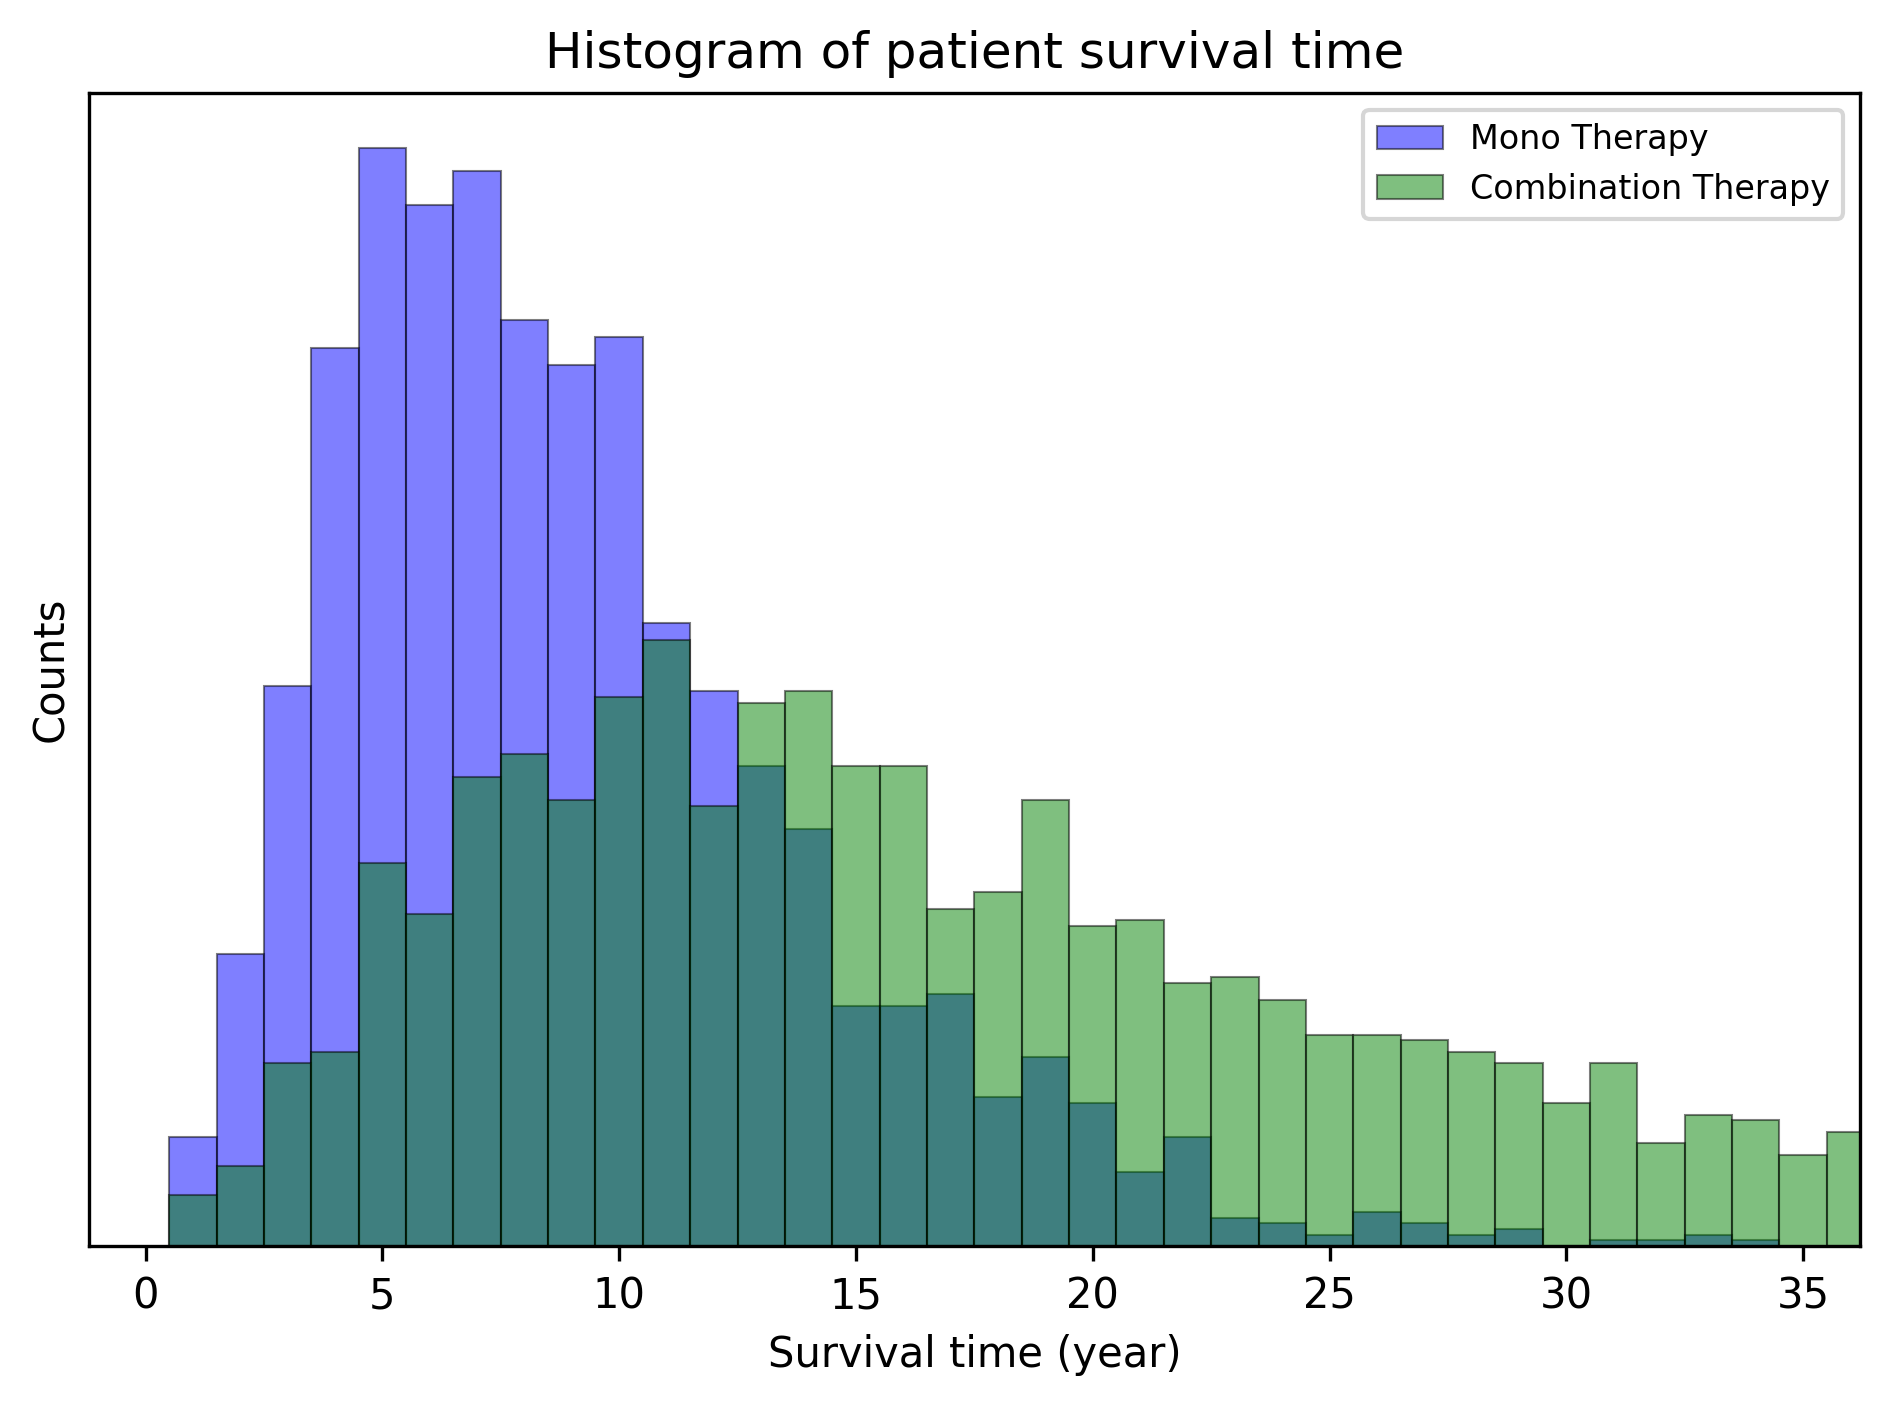 Histogram of patient survival time
Mono Therapy
Combination Therapy
Counts
0 5 10 15 20 25 30 35
Survival time (year)